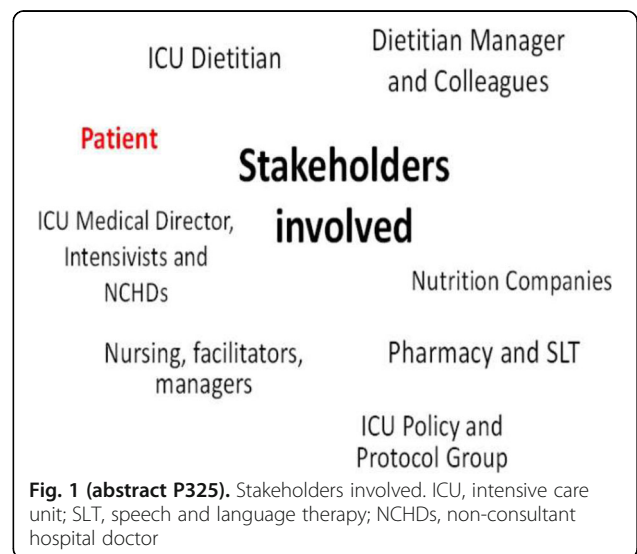 ICU Dietitian
Dietitian Manager
and Colleagues
Patient
Stakeholders
involved
ICU Medical Director,
Intensivists and
NCHDs
Nutrition Companies
Nursing, facilitators,
managers
Pharmacy and SLT
ICU Policy and
Protocol Group
Fig. 1 (abstract P325). Stakeholders involved. ICU, intensive care
unit; SLT, speech and language therapy; NCHDs, non-consultant
hospital doctor